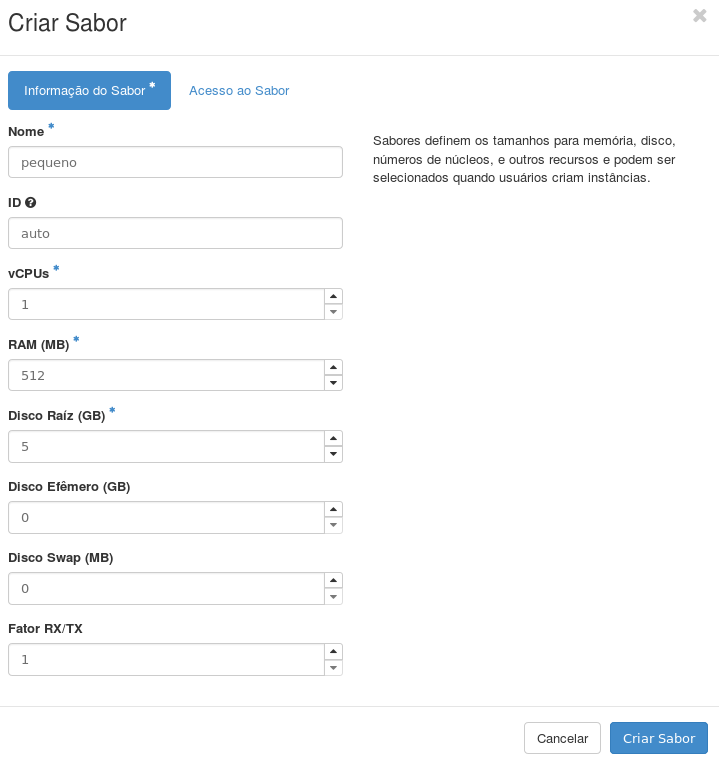 Criar Sabor
Informação do Sabor *
Acesso ao Sabor
Nome *
pequeno
Sabores definem os tamanhos para memória, disco,
números de núcleos, e outros recursos e podem ser
selecionados quando usuários criam instâncias.
ID
auto
vCPUs *
1
RAM (MB) *
512
Disco Raíz (GB) *
5
Disco Efêmero (GB)
0
Disco Swap (MB)
0
Fator RX/TX
1
Cancelar
Criar Sabor